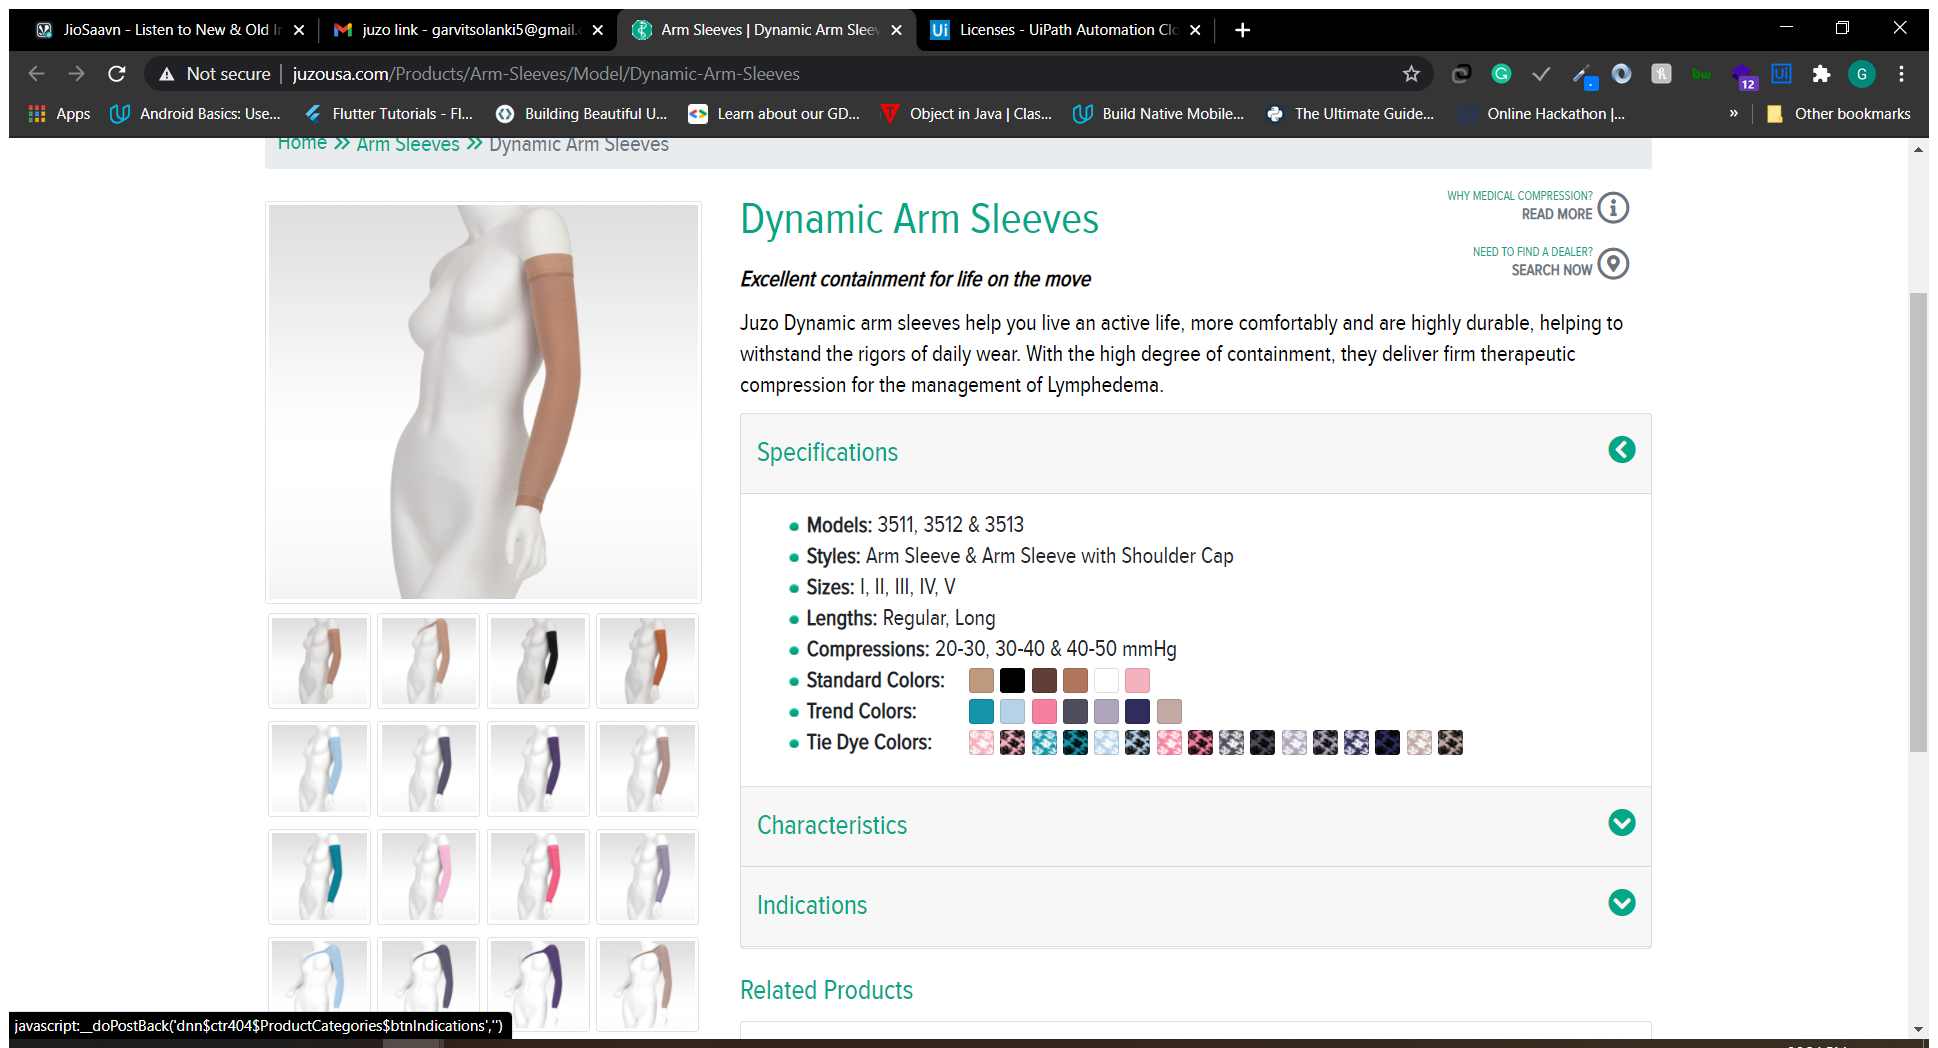 JioSaavn - Listen to New & Old In
juzo link - garvitsolanki5@gmail.
Arm Sleeves | Dynamic Arm Sleev
Ui Licenses - UiPath Automation Clo
Not secure | juzousa.com/Products/Arm-Sleeves/Model/Dynamic-Arm-Sleeves
bw 12 Ui G
Apps
Android Basics: Use...
Flutter Tutorials - Fl...
Building Beautiful U...
Learn about our GD...
Object in Java | Clas...
Build Native Mobile...
The Ultimate Guide...
Online Hackathon |...
» Other bookmarks
Home » Arm Sleeves » Dynamic Arm Sleeves
WHY MEDICAL COMPRESSION?
READ MORE
NEED TO FIND A DEALER?
SEARCH NOW
Dynamic Arm Sleeves
Excellent containment for life on the move
Juzo Dynamic arm sleeves help you live an active life, more comfortably and are highly durable, helping to
withstand the rigors of daily wear. With the high degree of containment, they deliver firm therapeutic
compression for the management of Lymphedema.
Specifications
Models: 3511, 3512 & 3513
Styles: Arm Sleeve & Arm Sleeve with Shoulder Cap
Sizes: I, II, III, IV, V
Lengths: Regular, Long
Compressions: 20-30, 30-40 & 40-50 mmHg
Standard Colors:
Trend Colors:
Tie Dye Colors:
Characteristics
Indications
Related Products
javascript:__doPostBack('dnn$ctr404$ProductCategories$btnIndications','')